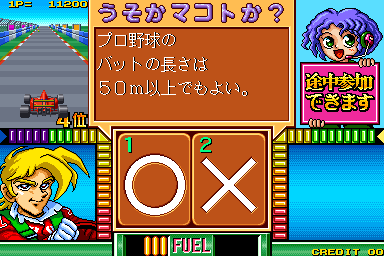 1P= 11200
うそかマコトか?
プロ野球の
バットの長さは
50m以上でもよい。
途中参加
できます
4位
1
2
FUEL
CREDIT 00